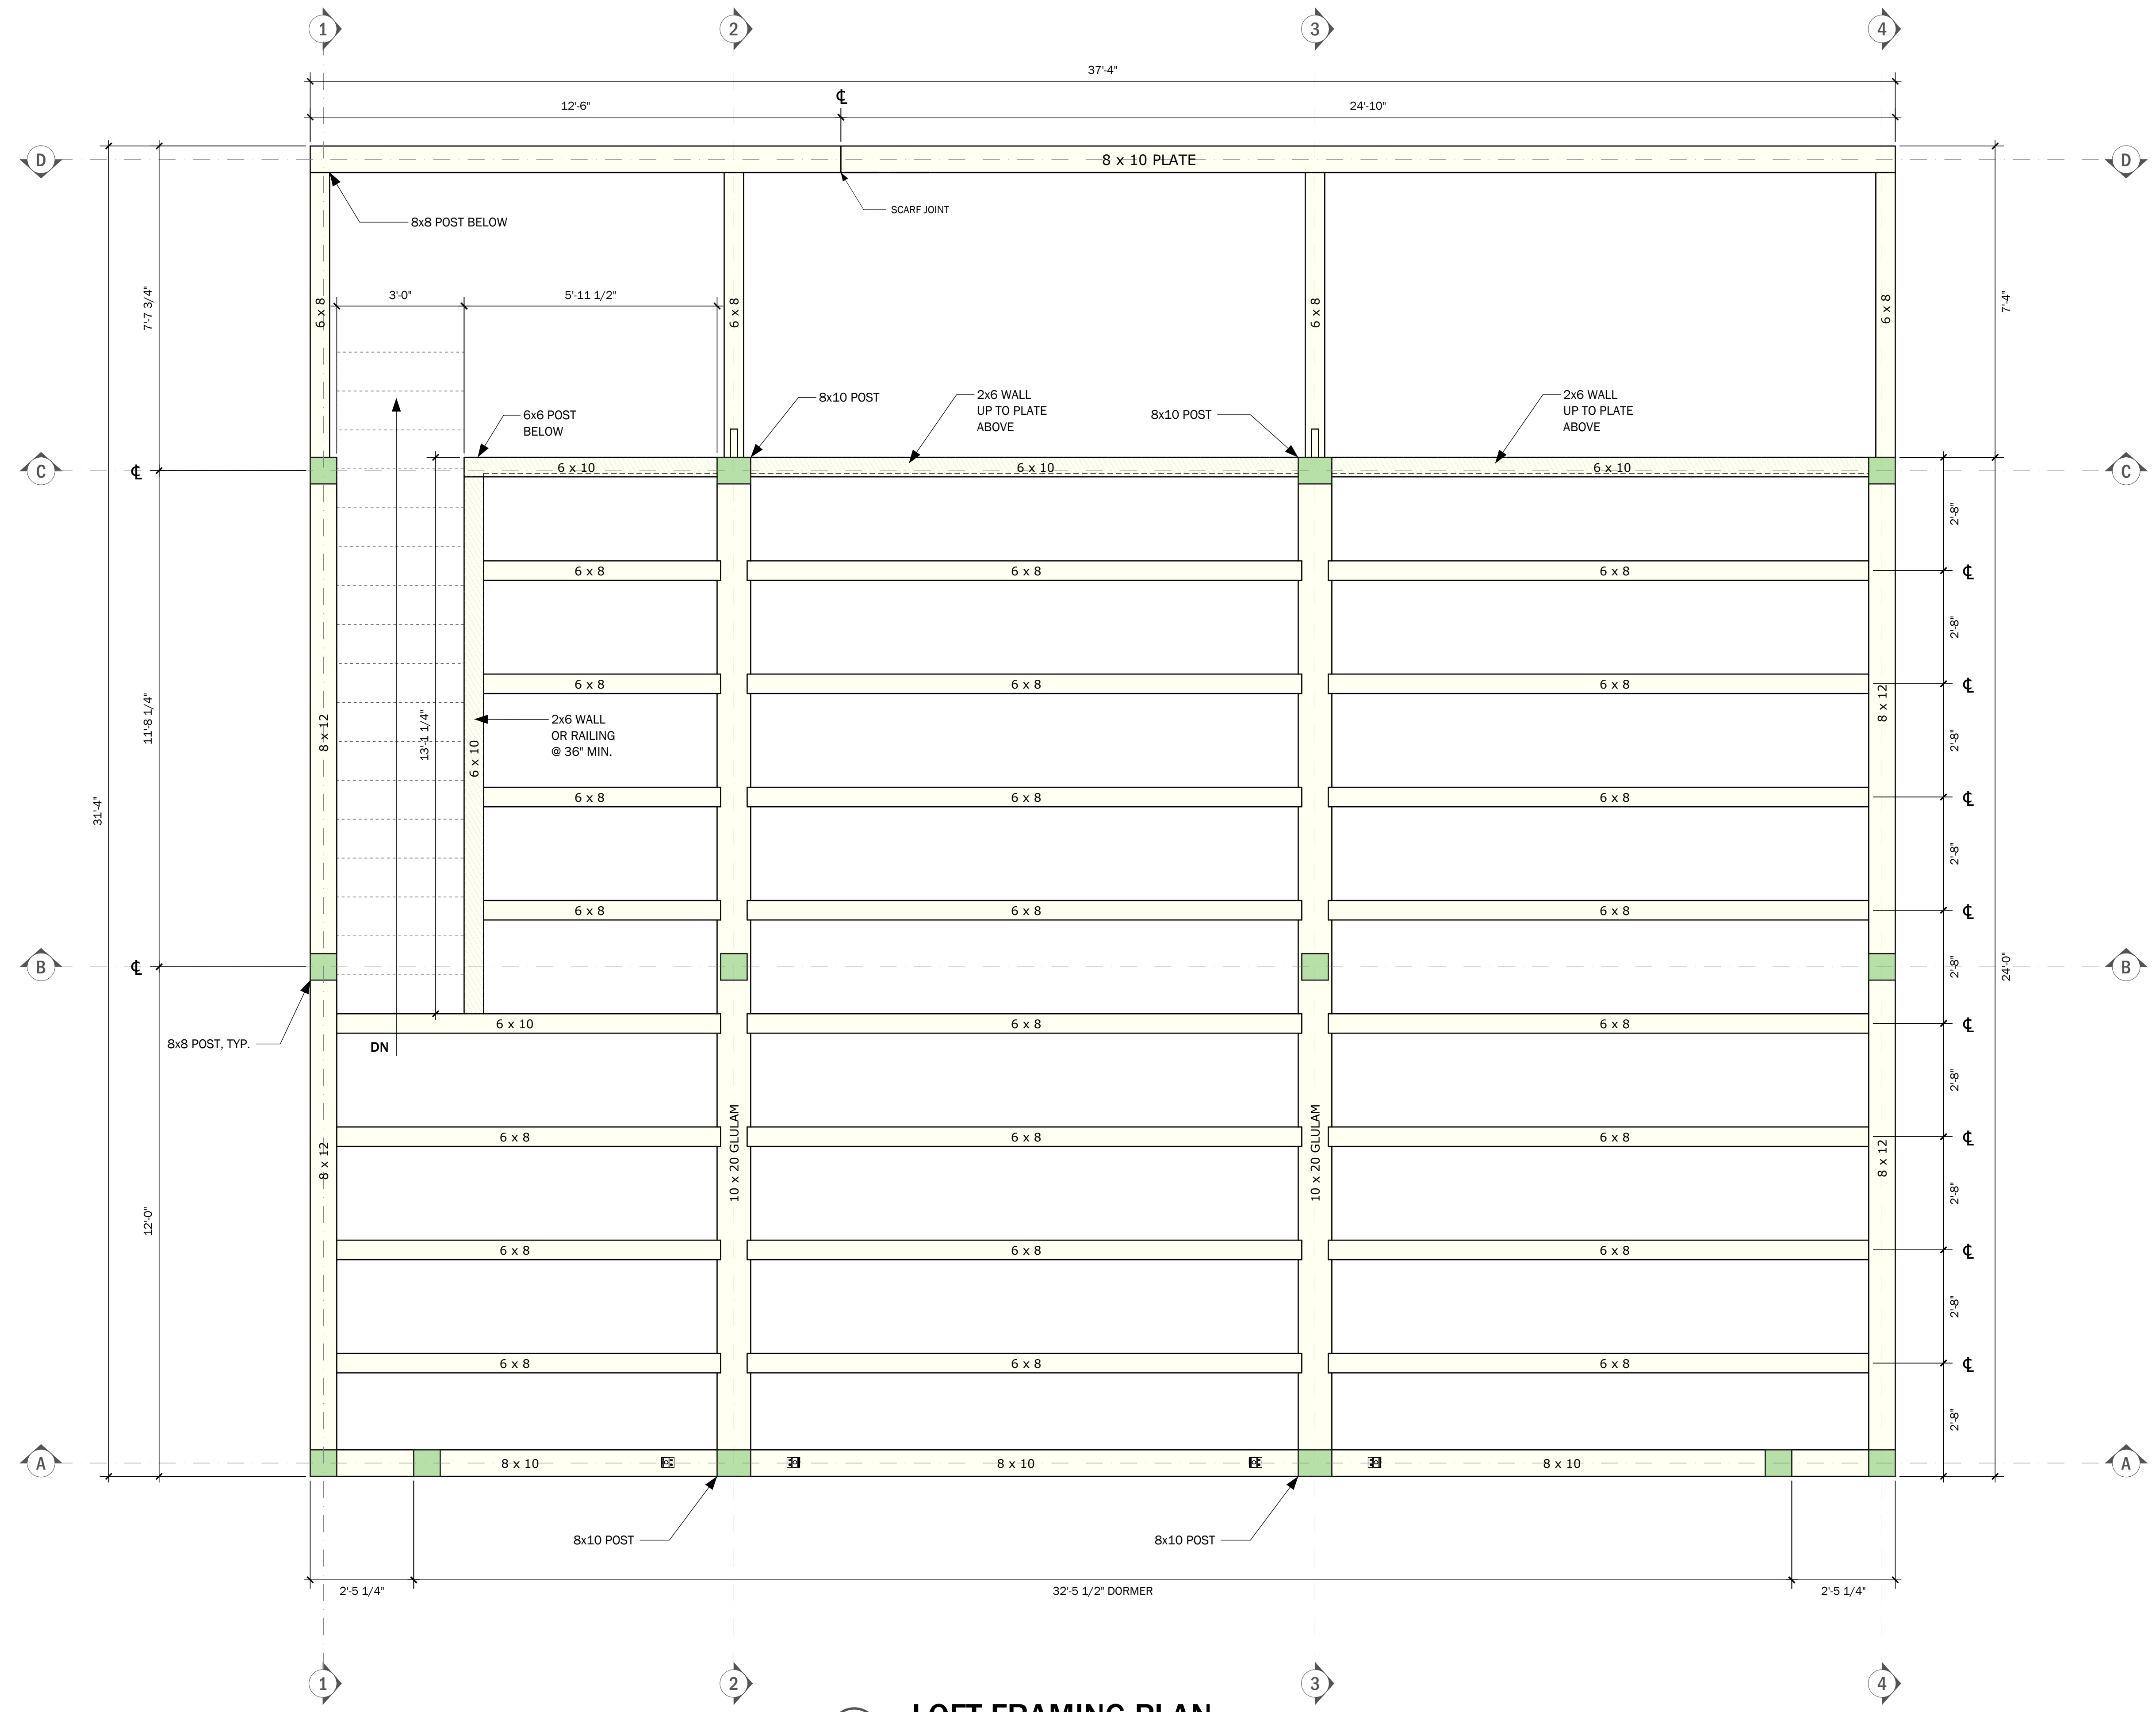 1 2 3 4
37'-4"
℄
12'-6" 24'-10"
D 8 x 10 PLATE D
SCARF JOINT
8x8 POST BELOW
7'-7 3/4" 6 x 8 3'-0" 5'-11 1/2" 6 x 8 6 x 8 6 x 8 7'-4"
6x6 POST
BELOW
8x10 POST
2x6 WALL
UP TO PLATE
ABOVE
8x10 POST
2x6 WALL
UP TO PLATE
ABOVE
C ℄ 6 x 10 6 x 10 6 x 10 C
2'-8"
6 x 8 6 x 8 6 x 8 ℄
2'-8"
6 x 8 6 x 8 6 x 8 ℄
11'-8 1/4" 8 x 12 13'-1 1/4" 6 x 10 8 x 12
2x6 WALL
OR RAILING
@ 36" MIN.
2'-8"
6 x 8 6 x 8 6 x 8 ℄
31'-4"
2'-8"
6 x 8 6 x 8 6 x 8 ℄
B ℄ 2'-8" 24'-0" B
6 x 10 6 x 8 6 x 8 ℄
8x8 POST, TYP.
DN
2'-8"
6 x 8 6 x 8 6 x 8 ℄
8 x 12 10 x 20 GLULAM 10 x 20 GLULAM 8 x 12
12'-0" 2'-8"
6 x 8 6 x 8 6 x 8 ℄
2'-8"
6 x 8 6 x 8 6 x 8 ℄
2'-8"
A 8 x 10 8 x 10 8 x 10 A
8x10 POST 8x10 POST
2'-5 1/4" 32'-5 1/2" DORMER 2'-5 1/4"
1 2 3 4
LOFT FRAMING PLAN